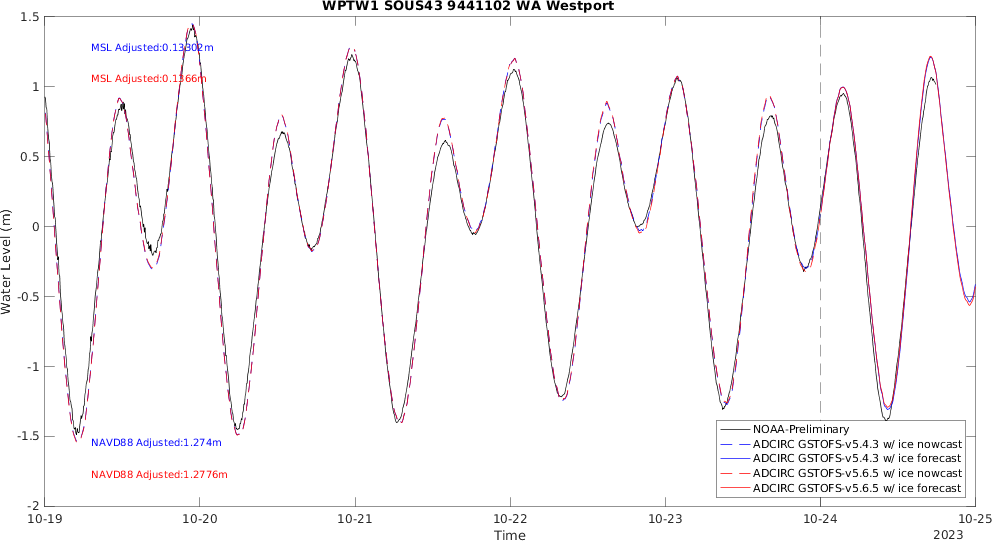 WPTW1 SOUS43 9441102 WA Westport
1.5
MSL Adjusted:0.13302m
MSL Adjusted:0.1366m
1
0.5
0
-0.5
-1
-1.5
-2
Water Level (m)
NAVD88 Adjusted:1.274m
NAVD88 Adjusted:1.2776m
NOAA-Preliminary
ADCIRC GSTOFS-v5.4.3 w/ ice nowcast
ADCIRC GSTOFS-v5.4.3 w/ ice forecast
ADCIRC GSTOFS-v5.6.5 w/ ice nowcast
ADCIRC GSTOFS-v5.6.5 w/ ice forecast
10-19 10-20 10-21 10-22 10-23 10-24 10-25
Time
2023